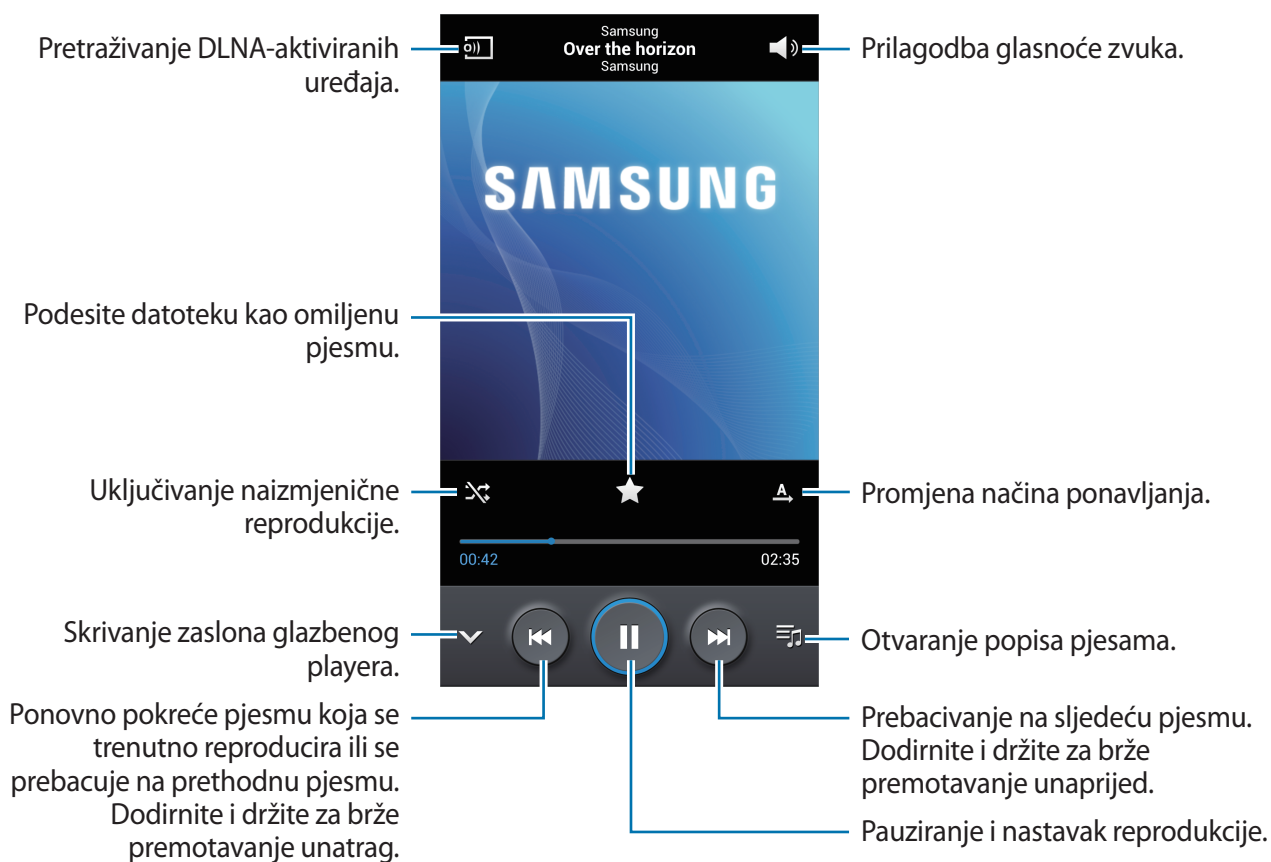 Pretraživanje DLNA-aktiviranih
uređaja.
Samsung
Over the horizon
Samsung
Prilagodba glasnoće zvuka.
SAMSUNG
Podesite datoteku kao omiljenu
pjesmu.
Uključivanje naizmjenične
reprodukcije.
A
Promjena načina ponavljanja.
00:42
02:35
Skrivanje zaslona glazbenog
playera.
Otvaranje popisa pjesama.
Ponovno pokreće pjesmu koja se
trenutno reproducira ili se
prebacuje na prethodnu pjesmu.
Dodirnite i držite za brže
premotavanje unatrag.
Prebacivanje na sljedeću pjesmu.
Dodirnite i držite za brže
premotavanje unaprijed.
Pauziranje i nastavak reprodukcije.